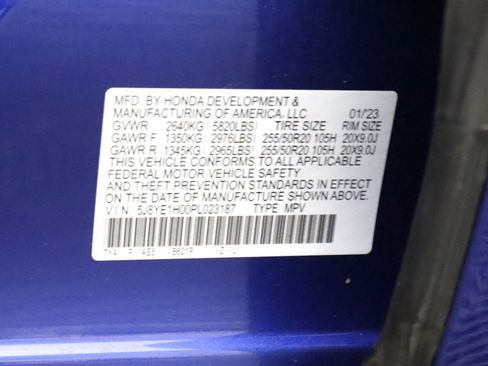 MFD. BY HONDA DEVELOPMENT &
MANUFACTURING OF AMERICA, LLC 01/23
GVWR 2640KG 5820LBS TIRE SIZE RIM SIZE
GAWR F 1350KG 2976LBS 255/50R20 105H 20X9.0J
GAWR R 1345KG 2965LBS 255/50R20 105H 20X9.0J
THIS VEHICLE CONFORMS TO ALL APPLICABLE
FEDERAL MOTOR VEHICLE SAFETY
AND THEFT PREVENTION STANDARDS IN EFFECT
ON THE DATE OF MANUFACTURE SHOWN ABOVE.
V.I.N. 5J8YE1H00PL023187 TYPE MPV